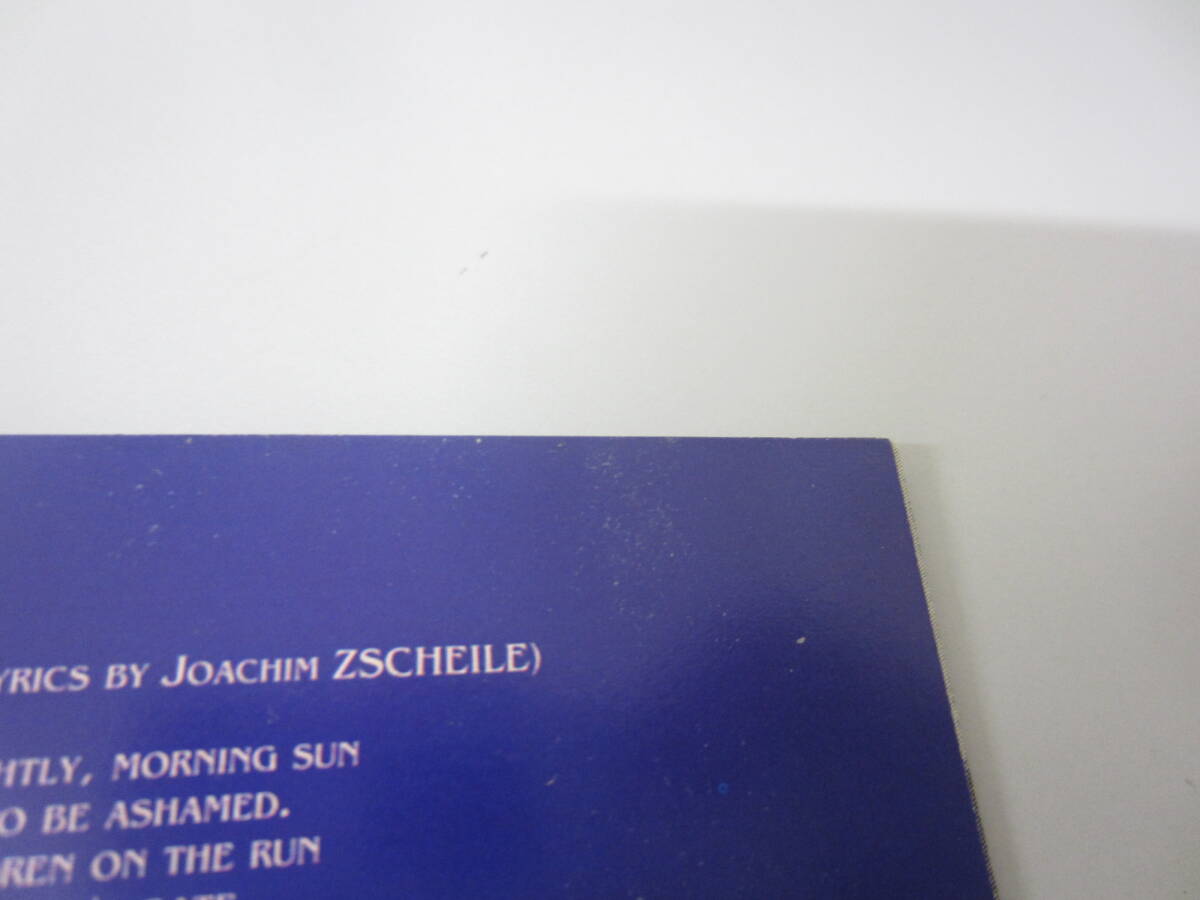 YRICS BY JOACHIM ZSCHEILE)
HTLY, MORNING SUN
O BE ASHAMED.
REN ON THE RUN